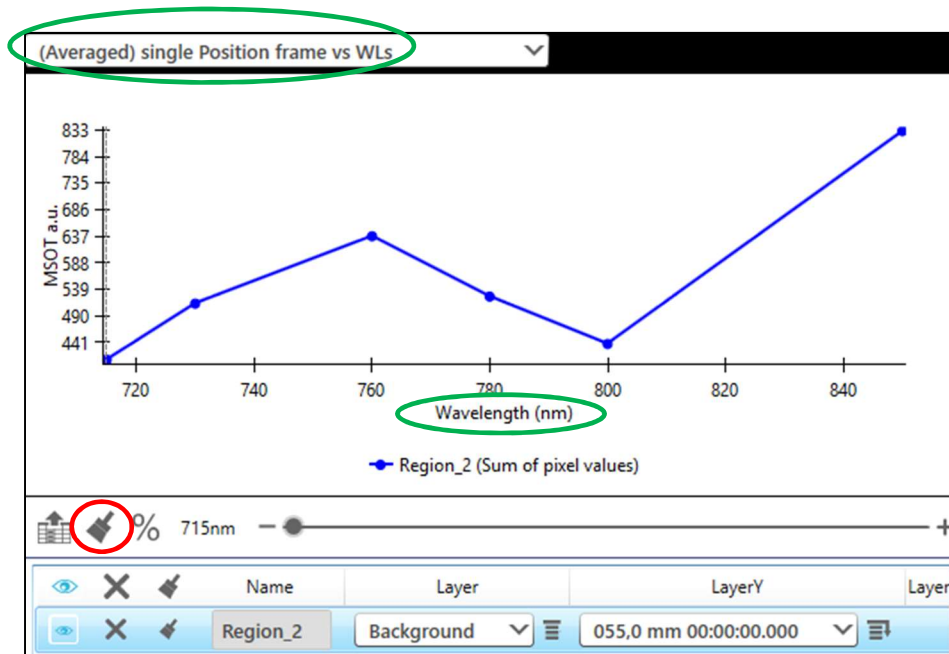 (Averaged) single Position frame vs WLs
833
784
735
686
637
588
539
490
441
MSOT a.u.
720 740 760 780 800 820 840
Wavelength (nm)
Region_2 (Sum of pixel values)
% 715nm − +
Name Layer LayerY Layer
Region_2 Background 055,0 mm 00:00:00.000